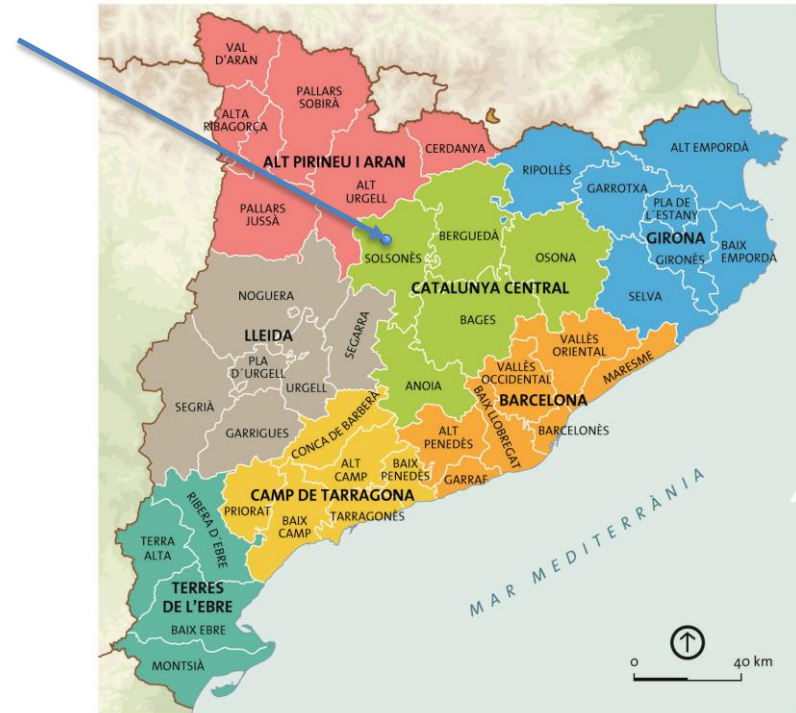 VAL
D'ARAN
PALLARS
SOBIRÀ
ALTA
RIBAGORÇA
ALT PIRINEU I ARAN
CERDANYA
ALT
URGELL
PALLARS
JUSSÀ
RIPOLLÈS
ALT EMPORDÀ
GARROTXA
PLA DE
L´ESTANY
GIRONA
GIRONÈS
BAIX
EMPORDÀ
SELVA
SOLSONÈS
BERGUEDÀ
OSONA
CATALUNYA CENTRAL
BAGES
ANOIA
NOGUERA
LLEIDA
SEGARRA
PLA
D´URGELL
URGELL
SEGRIÀ
GARRIGUES
VALLÈS
ORIENTAL
VALLÈS
OCCIDENTAL
MARESME
BARCELONA
BAIX LLOBREGAT
BARCELONÈS
ALT
PENEDÈS
GARRAF
CONCA DE BARBERÀ
ALT
CAMP
BAIX
PENEDÈS
CAMP DE TARRAGONA
PRIORAT
TARRAGONÈS
BAIX
CAMP
RIBERA D´EBRE
TERRA
ALTA
TERRES
DE L'EBRE
BAIX EBRE
MONTSIÀ
MAR MEDITERRÀNIA
0 40 km